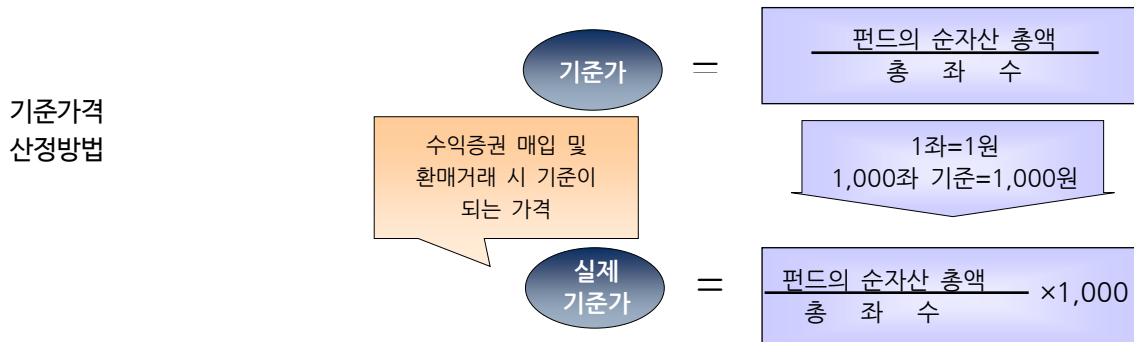 기준가격
산정방법
기준가
=
펀드의 순자산 총액
총 좌 수
수익증권 매입 및
환매거래 시 기준이
되는 가격
1좌=1원
1,000좌 기준=1,000원
실제
기준가
=
펀드의 순자산 총액
총 좌 수
×1,000